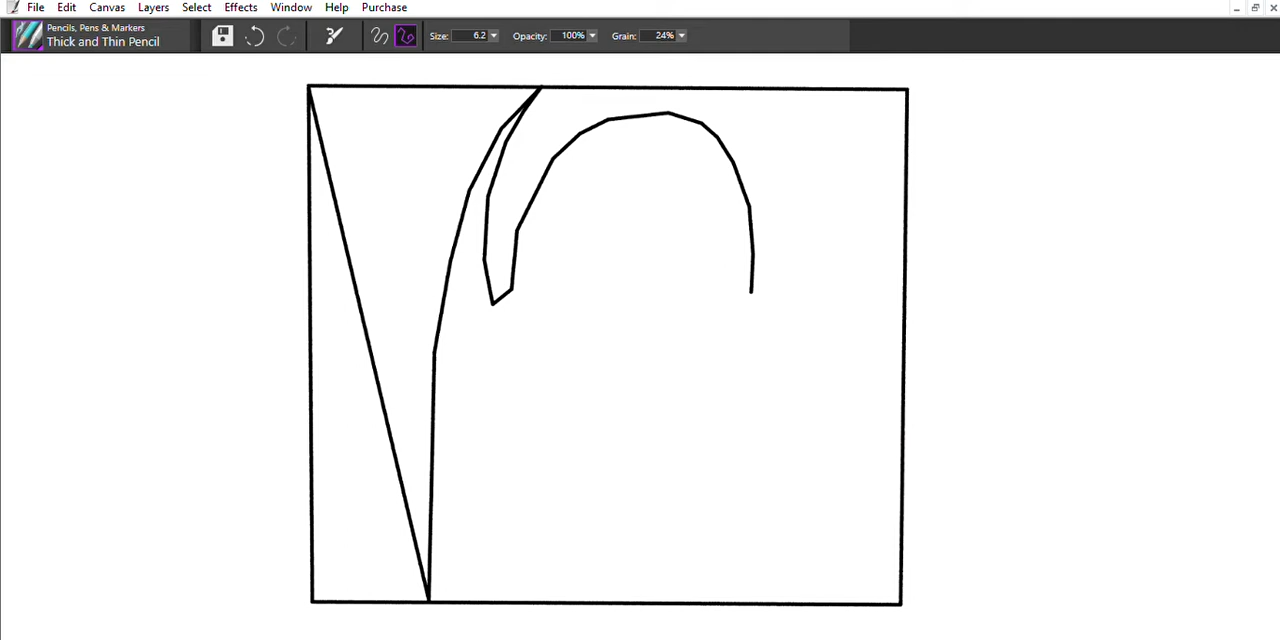 File Edit Canvas Layers Select Effects Window Help Purchase
Pencils, Pens & Markers
Thick and Thin Pencil
Size: 6.2 Opacity: 100% Grain: 24%